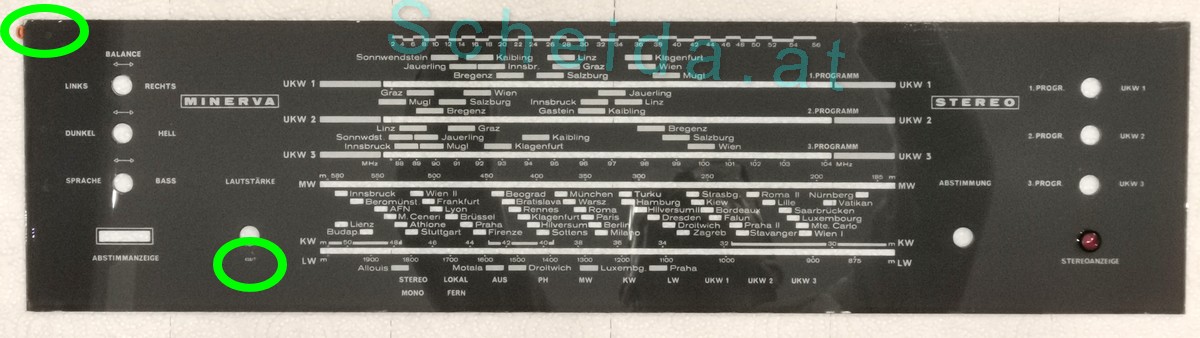 Scheida.at
2 4 6 8 10 12 14 16 18 20 22 24 26 28 30 32 34 36 38 40 42 44 46 48 50 52 54 56
BALANCE
LINKS RECHTS
DUNKEL HELL
SPRACHE BASS
ABSTIMMANZEIGE
MINERVA
LAUTSTÄRKE
Sonnwendstein Kaibling Linz Klagenfurt
Jauerling Innsbr. Graz Wien
Bregenz Salzburg Mugl 1.PROGRAMM
UKW 1 UKW 1
Graz Wien Jauerling
Mugl Salzburg Innsbruck Linz
Bregenz Gastein Kaibling 2.PROGRAMM
UKW 2 UKW 2
Linz Graz Bregenz
Sonnwdst. Jauerling Kaibling Salzburg
Innsbruck Mugl Klagenfurt Wien 3.PROGRAMM
UKW 3 UKW 3
MHz 88 89 90 91 92 93 94 95 96 97 98 99 100 101 102 103 104 MHz
m 580 550 500 450 400 350 300 250 200 185 m
MW MW
Innsbruck Wien II Beograd München Turku Strasbg. Roma II Nürnberg
Beromünst Frankfurt Bratislava Warsz. Hamburg Kiew Lille Vatikan
AFN Lyon Rennes Roma Hilversum II Bordeaux Saarbrücken
M. Ceneri Brüssel Klagenfurt Paris Dresden Falun Luxembourg
Lienz Athione Praha Hilversum Berlin Droitwich Praha II Mte. Carlo
Budap. Stuttgart Firenze Sottens Milano Zagreb Stavanger Wien I
KW m 50 48 46 44 42 40 38 36 34 32 30 m KW
LW m 1900 1800 1700 1600 1500 1400 1300 1200 1100 1000 900 875 m LW
Allouis Motala Droitwich Luxembg. Praha
STEREO LOKAL AUS PH MW KW LW UKW 1 UKW 2 UKW 3
MONO FERN
STEREO
ABSTIMMUNG
1.PROGR. UKW 1
2.PROGR. UKW 2
3.PROGR. UKW 3
STEREOANZEIGE